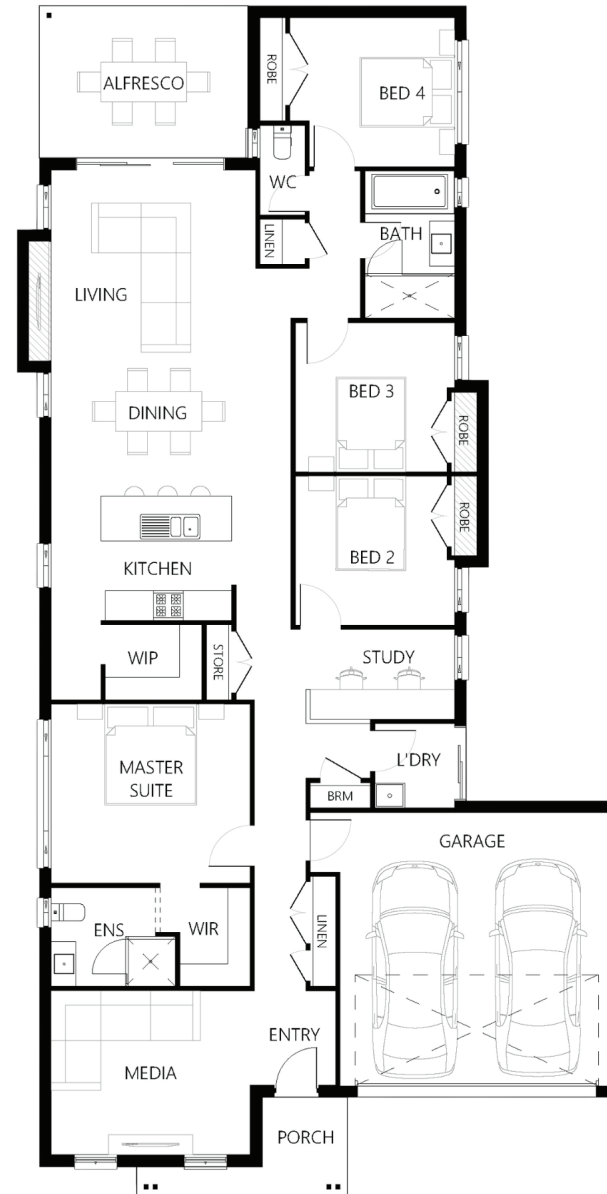 ALFRESCO
ROBE
BED 4
WC
LINEN
BATH
LIVING
DINING
BED 3
ROBE
ROBE
BED 2
KITCHEN
WIP
STORE
STUDY
MASTER
SUITE
L'DRY
BRM
GARAGE
ENS
WIR
LINEN
ENTRY
MEDIA
PORCH